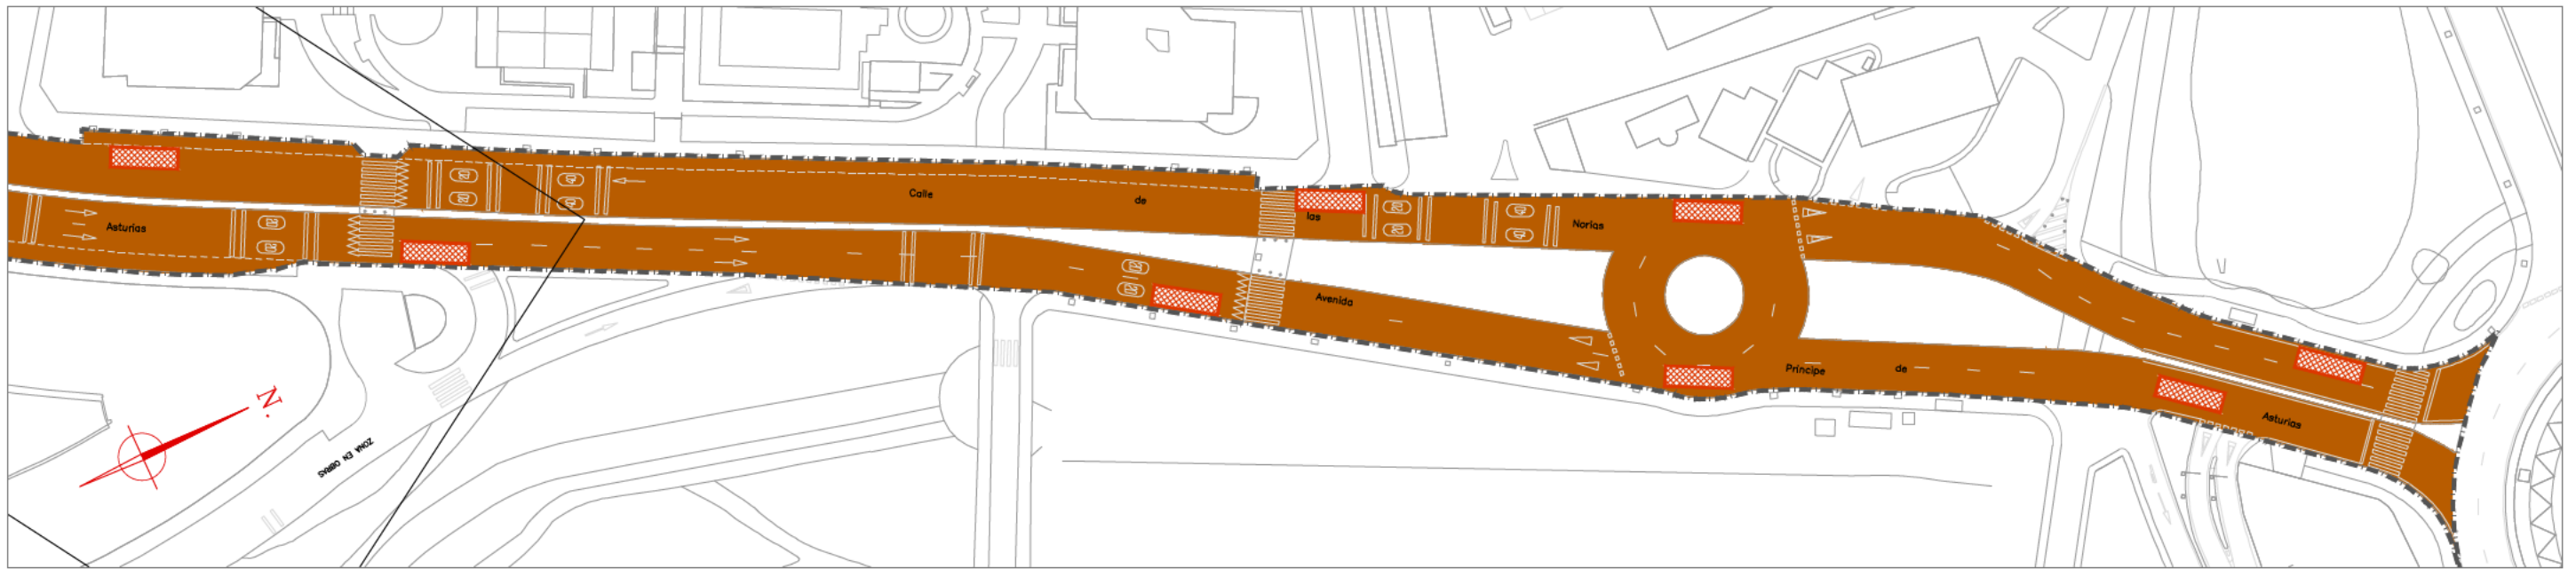 Calle de las Norias
Asturias
Avenida Príncipe de Asturias
N.
ZONA EN OBRAS